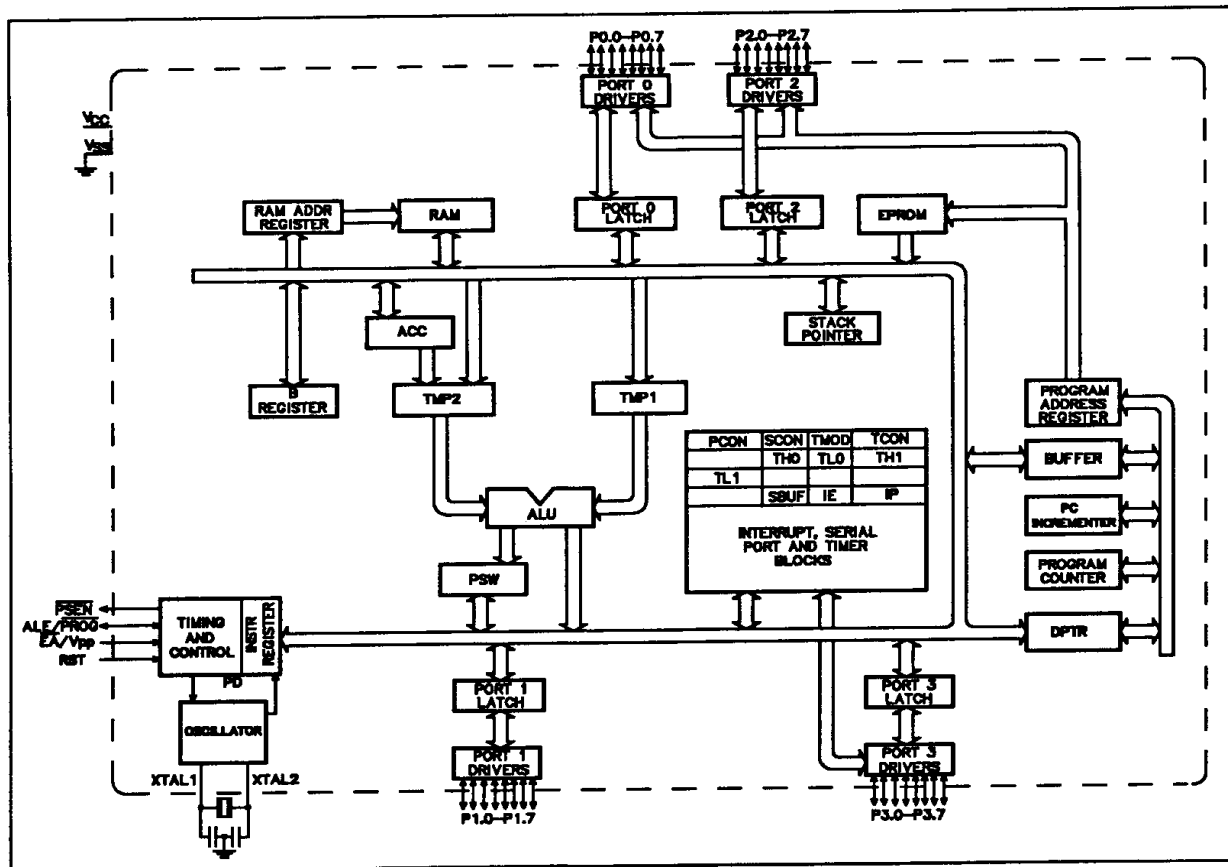 P0.0–P0.7
P2.0–P2.7
PORT 0
DRIVERS
PORT 2
DRIVERS
VCC
VSS
RAM ADDR
REGISTER
RAM
PORT 0
LATCH
PORT 2
LATCH
EPROM
ACC
STACK
POINTER
B
REGISTER
TMP2
TMP1
PROGRAM
ADDRESS
REGISTER
PCON SCON TMOD TCON
TH0 TL0 TH1
TL1
SBUF IE IP
INTERRUPT, SERIAL
PORT AND TIMER
BLOCKS
BUFFER
ALU
PC
INCREMENTER
PSW
PROGRAM
COUNTER
PSEN
ALE/PROG
EA/Vpp
RST
TIMING
AND
CONTROL
INSTR
REGISTER
DPTR
PD
OSCILLATOR
PORT 1
LATCH
PORT 3
LATCH
PORT 1
DRIVERS
PORT 3
DRIVERS
XTAL1
XTAL2
P1.0–P1.7
P3.0–P3.7